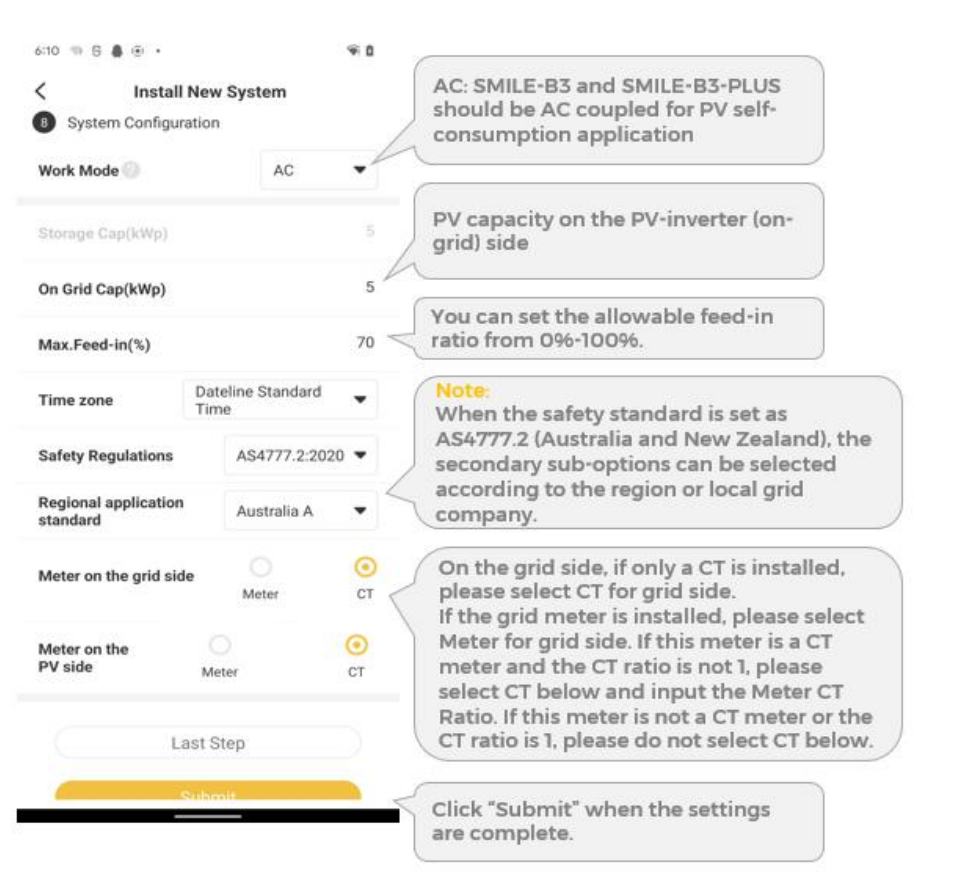 6:10
Install New System
8 System Configuration
Work Mode ?
AC
Storage Cap(kWp)
5
On Grid Cap(kWp)
5
Max.Feed-in(%)
70
Time zone
Dateline Standard
Time
Safety Regulations
AS4777.2:2020
Regional application
standard
Australia A
Meter on the grid side
Meter
CT
Meter on the
PV side
Meter
CT
Last Step
Submit
AC: SMILE-B3 and SMILE-B3-PLUS
should be AC coupled for PV self-
consumption application
PV capacity on the PV-inverter (on-
grid) side
You can set the allowable feed-in
ratio from 0%-100%.
Note:
When the safety standard is set as
AS4777.2 (Australia and New Zealand), the
secondary sub-options can be selected
according to the region or local grid
company.
On the grid side, if only a CT is installed,
please select CT for grid side.
If the grid meter is installed, please select
Meter for grid side. If this meter is a CT
meter and the CT ratio is not 1, please
select CT below and input the Meter CT
Ratio. If this meter is not a CT meter or the
CT ratio is 1, please do not select CT below.
Click “Submit” when the settings
are complete.